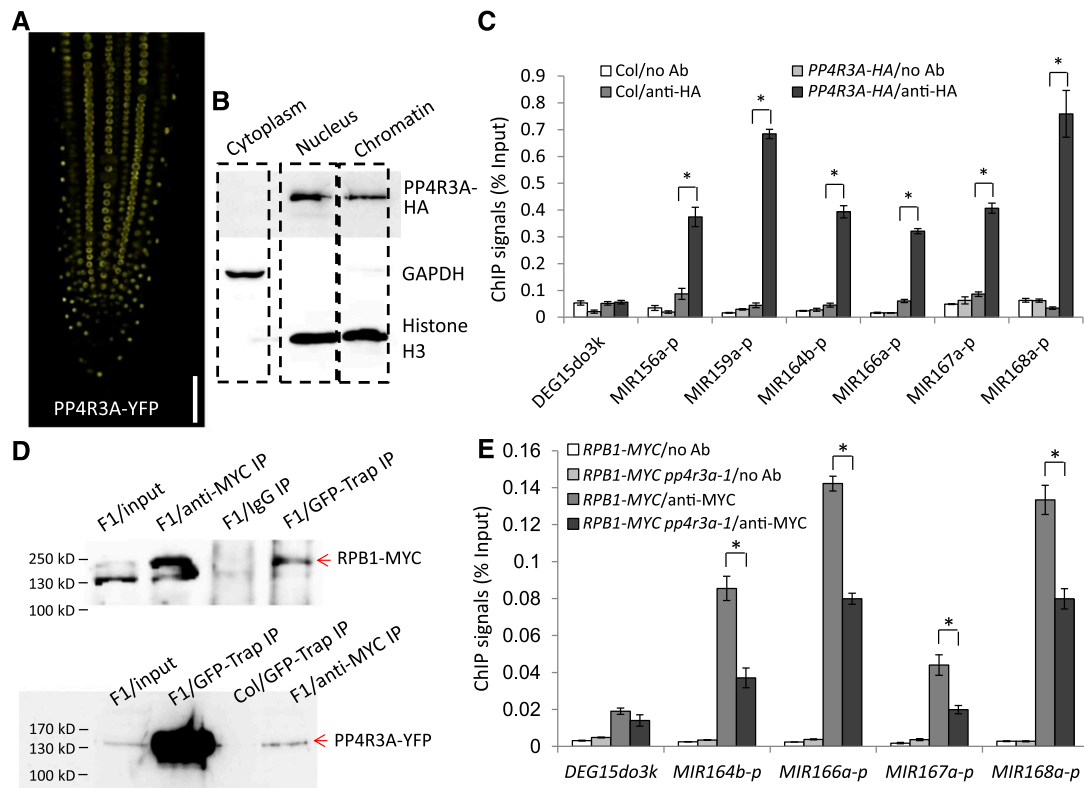 A
PP4R3A-YFP
B
Cytoplasm
Nucleus
Chromatin
PP4R3A-
HA
GAPDH
Histone
H3
C
Col/no Ab
PP4R3A-HA/no Ab
Col/anti-HA
PP4R3A-HA/anti-HA
ChIP signals (% Input)
0.9
0.8
0.7
0.6
0.5
0.4
0.3
0.2
0.1
0
*
*
*
*
*
*
DEG15do3k
MIR156a-p
MIR159a-p
MIR164b-p
MIR166a-p
MIR167a-p
MIR168a-p
D
F1/input
F1/anti-MYC IP
F1/IgG IP
F1/GFP-Trap IP
250 kD
130 kD
100 kD
RPB1-MYC
F1/input
F1/GFP-Trap IP
Col/GFP-Trap IP
F1/anti-MYC IP
170 kD
130 kD
100 kD
PP4R3A-YFP
E
RPB1-MYC/no Ab
RPB1-MYC pp4r3a-1/no Ab
RPB1-MYC/anti-MYC
RPB1-MYC pp4r3a-1/anti-MYC
ChIP signals (% Input)
0.16
0.14
0.12
0.1
0.08
0.06
0.04
0.02
0
*
*
*
*
DEG15do3k
MIR164b-p
MIR166a-p
MIR167a-p
MIR168a-p